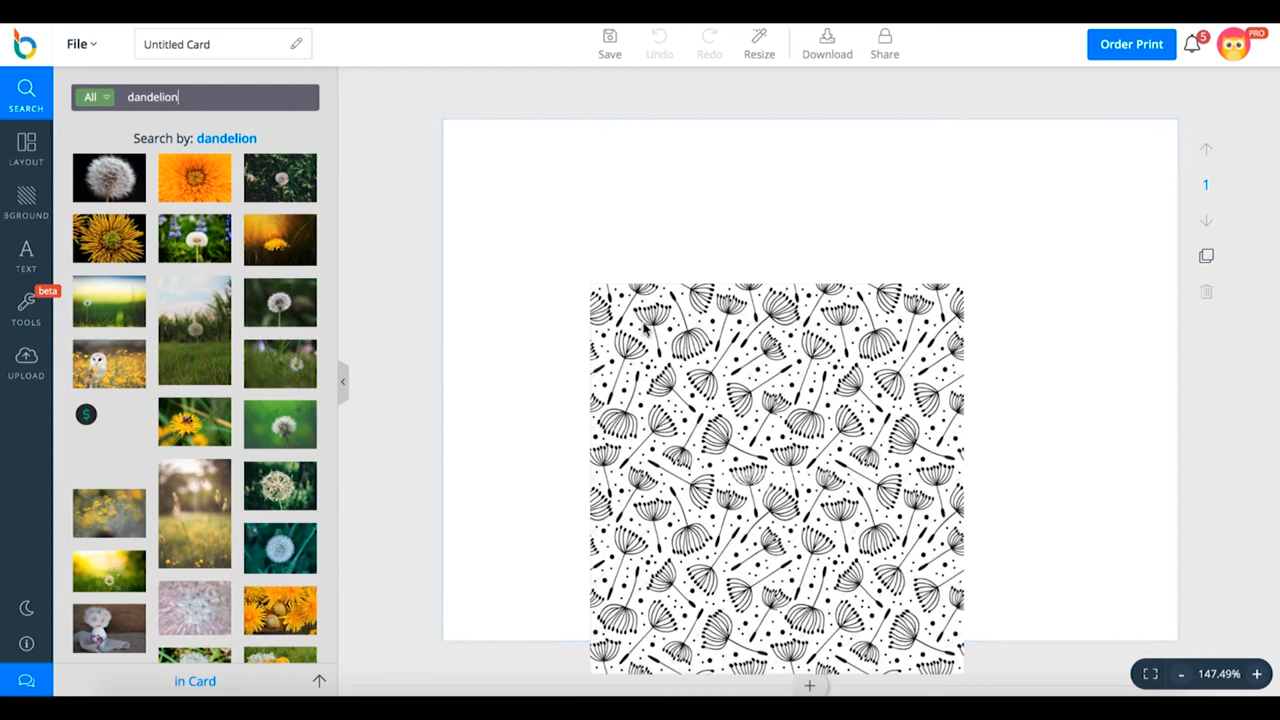 File
Untitled Card
Save
Undo
Redo
Resize
Download
Share
Order Print
5
PRO
SEARCH
LAYOUT
BGROUND
TEXT
beta
TOOLS
UPLOAD
All
dandelion
Search by: dandelion
$
in Card
1
- 147.49% +